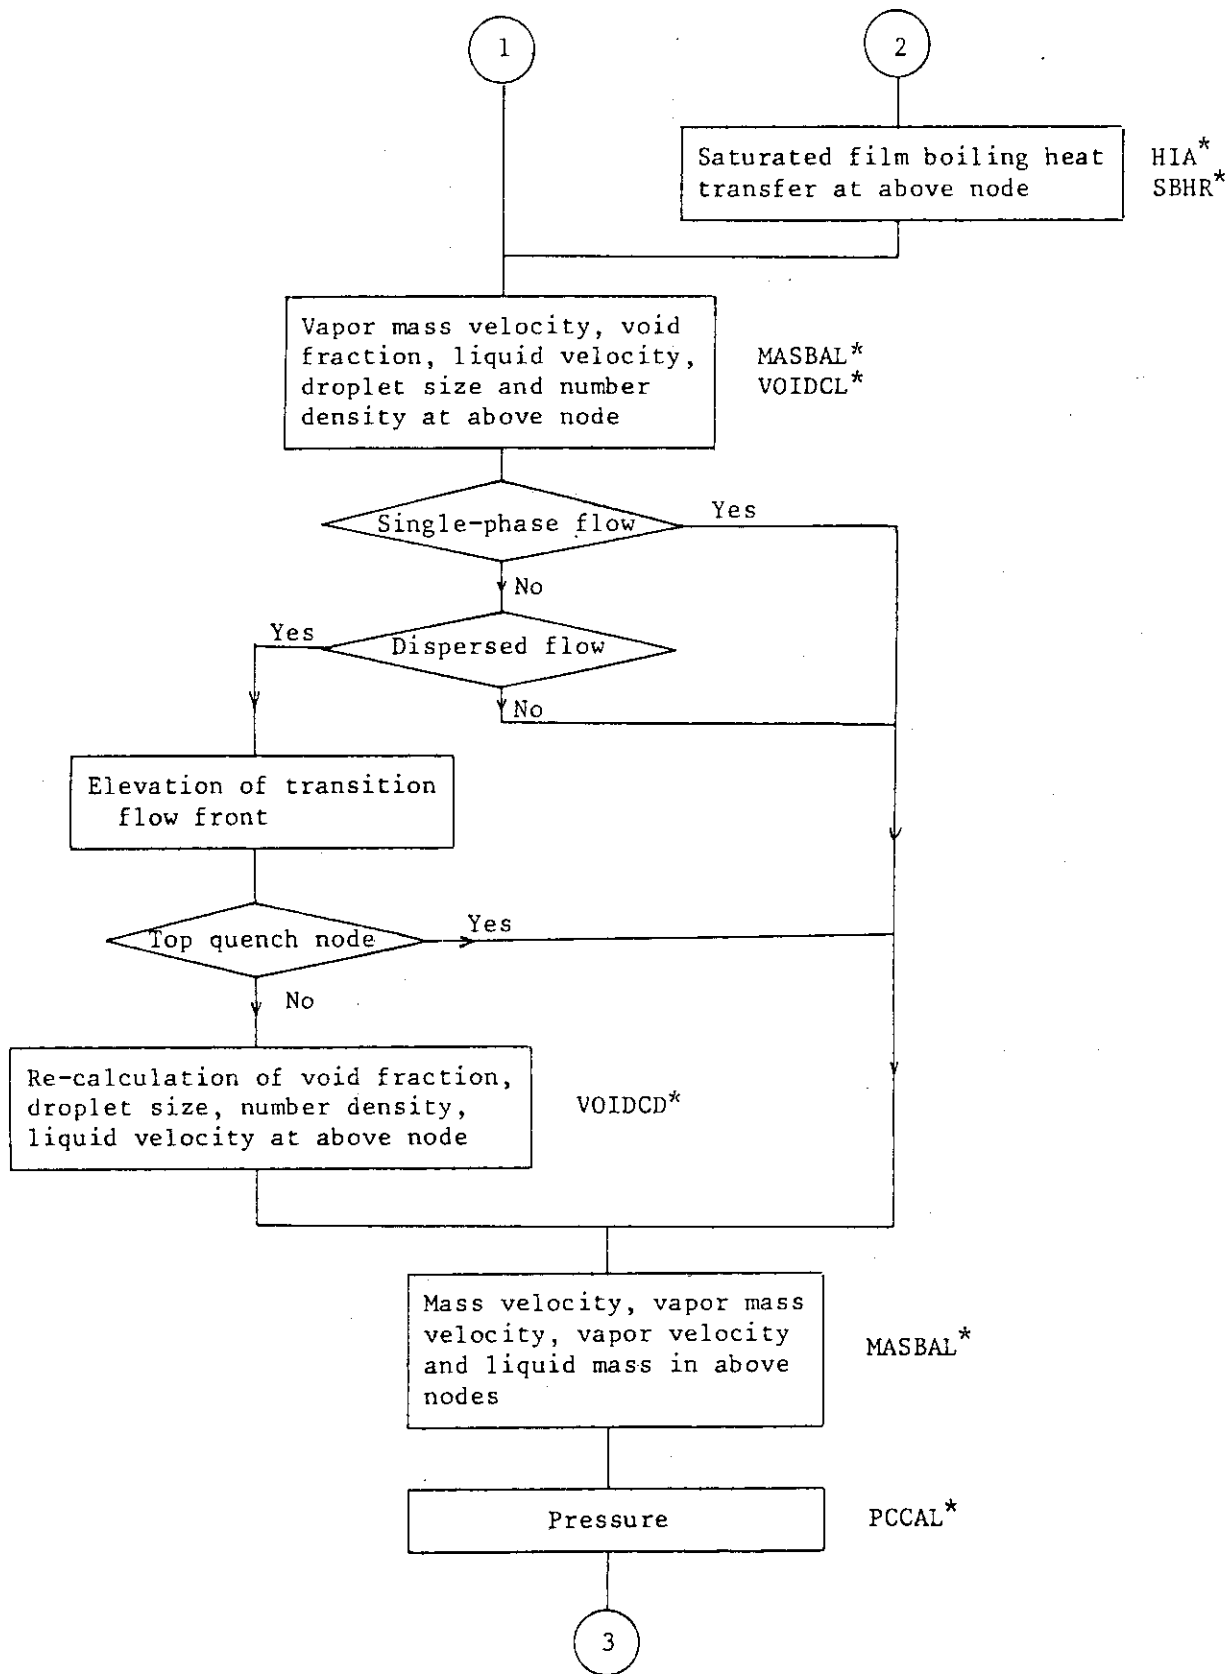 1
2
Saturated film boiling heat
transfer at above node
HIA*
SBHR*
Vapor mass velocity, void
fraction, liquid velocity,
droplet size and number
density at above node
MASBAL*
VOIDCL*
Single-phase flow
Yes
No
Yes
Dispersed flow
No
Elevation of transition
flow front
Top quench node
Yes
No
Re-calculation of void fraction,
droplet size, number density,
liquid velocity at above node
VOIDCD*
Mass velocity, vapor mass
velocity, vapor velocity
and liquid mass in above
nodes
MASBAL*
Pressure
PCCAL*
3